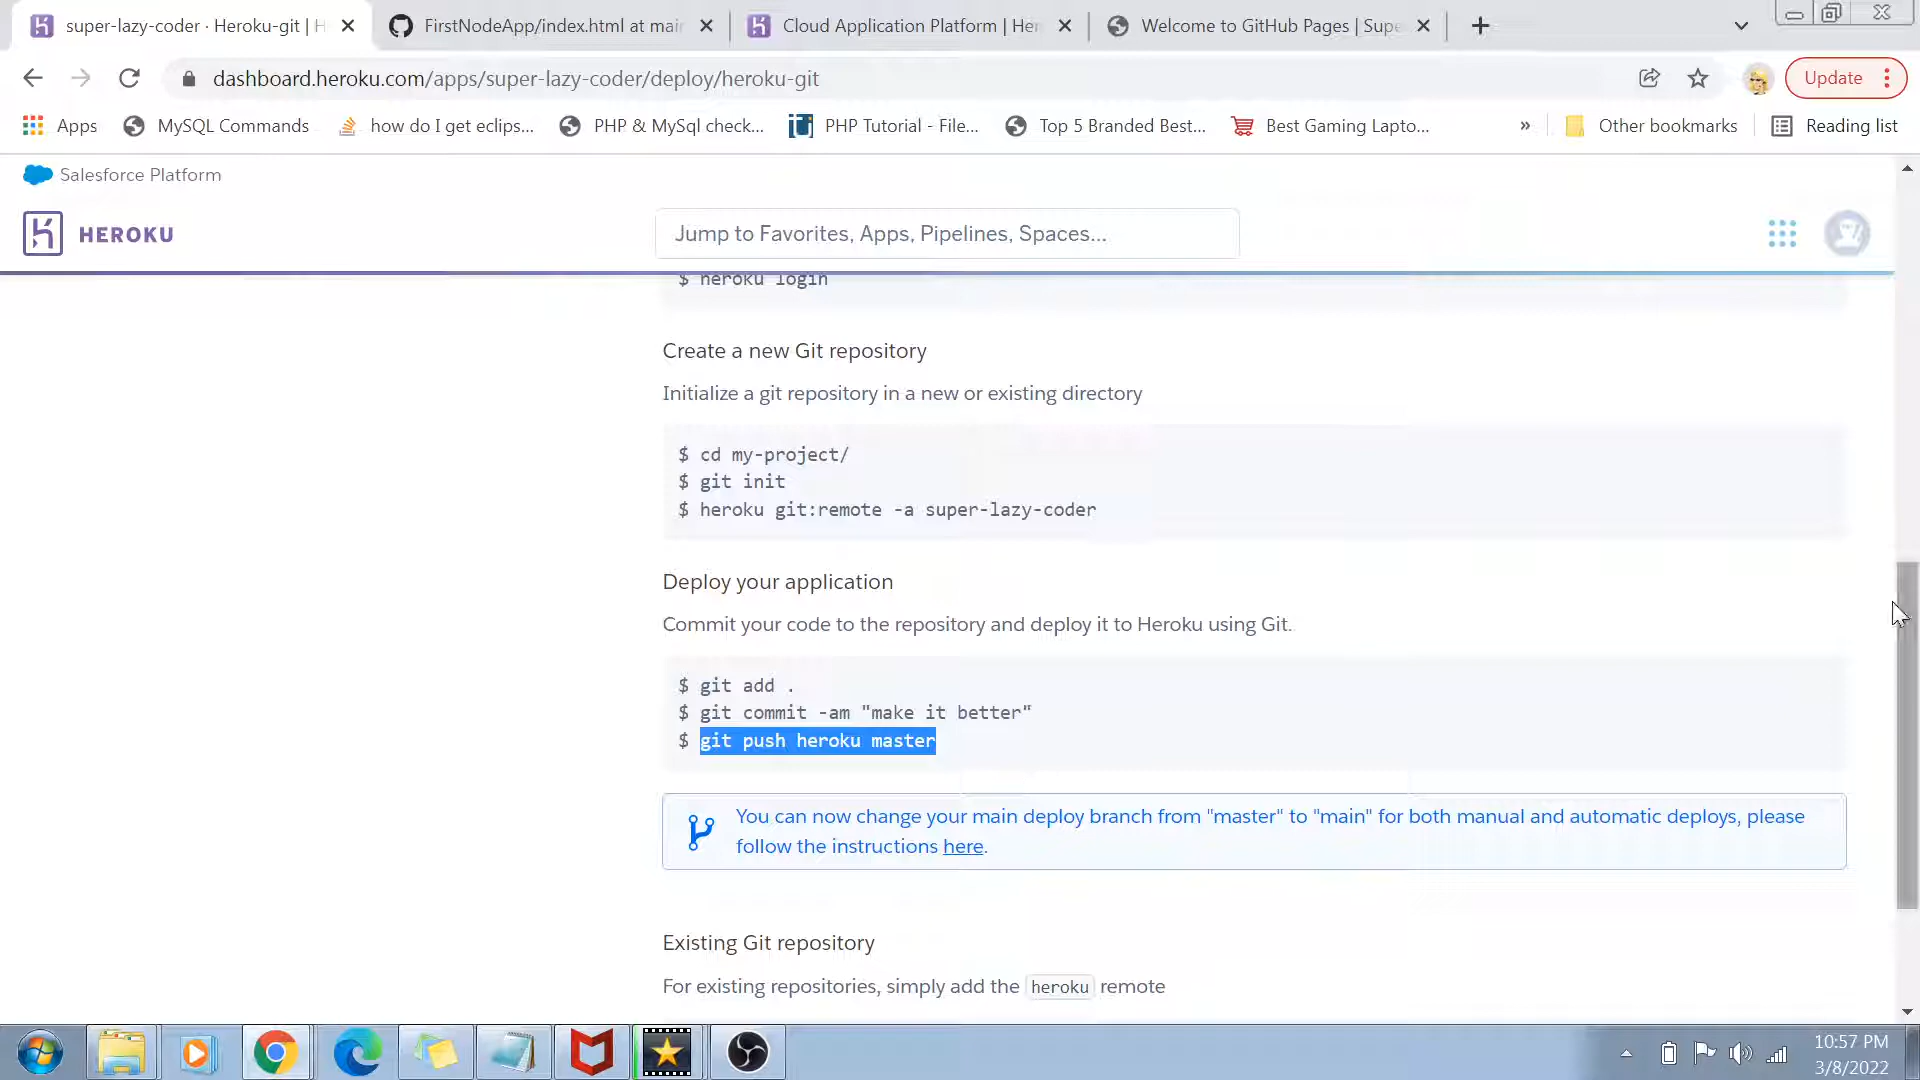 super-lazy-coder · Heroku-git | H
FirstNodeApp/index.html at mair
Cloud Application Platform | Her
Welcome to GitHub Pages | Supe
dashboard.heroku.com/apps/super-lazy-coder/deploy/heroku-git
Update
Apps
MySQL Commands
how do I get eclips...
PHP & MySql check...
PHP Tutorial - File...
Top 5 Branded Best...
Best Gaming Lapto...
»
Other bookmarks
Reading list
Salesforce Platform
HEROKU
Jump to Favorites, Apps, Pipelines, Spaces...
$ heroku login
Create a new Git repository
Initialize a git repository in a new or existing directory
$ cd my-project/
$ git init
$ heroku git:remote -a super-lazy-coder
Deploy your application
Commit your code to the repository and deploy it to Heroku using Git.
$ git add .
$ git commit -am "make it better"
$ git push heroku master
You can now change your main deploy branch from "master" to "main" for both manual and automatic deploys, please
follow the instructions here.
Existing Git repository
For existing repositories, simply add the heroku remote
10:57 PM
3/8/2022